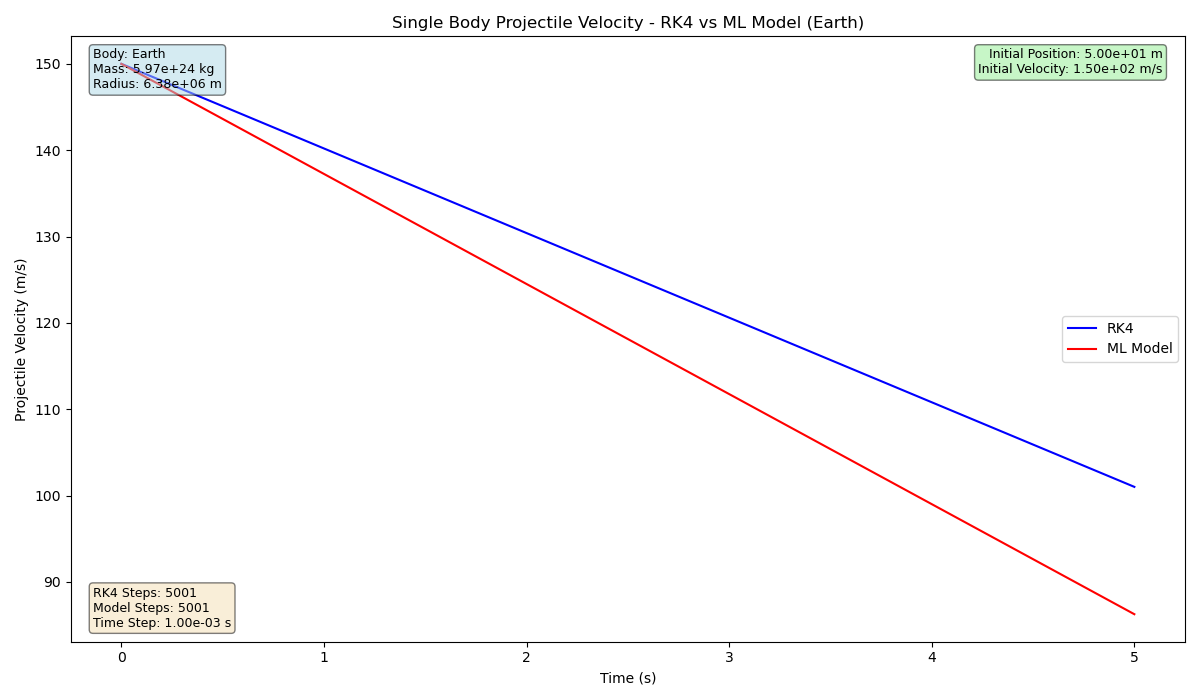 Single Body Projectile Velocity - RK4 vs ML Model (Earth)
Body: Earth
Mass: 5.97e+24 kg
Radius: 6.38e+06 m
Initial Position: 5.00e+01 m
Initial Velocity: 1.50e+02 m/s
150
140
130
120
110
100
90
Projectile Velocity (m/s)
RK4
ML Model
RK4 Steps: 5001
Model Steps: 5001
Time Step: 1.00e-03 s
0 1 2 3 4 5
Time (s)